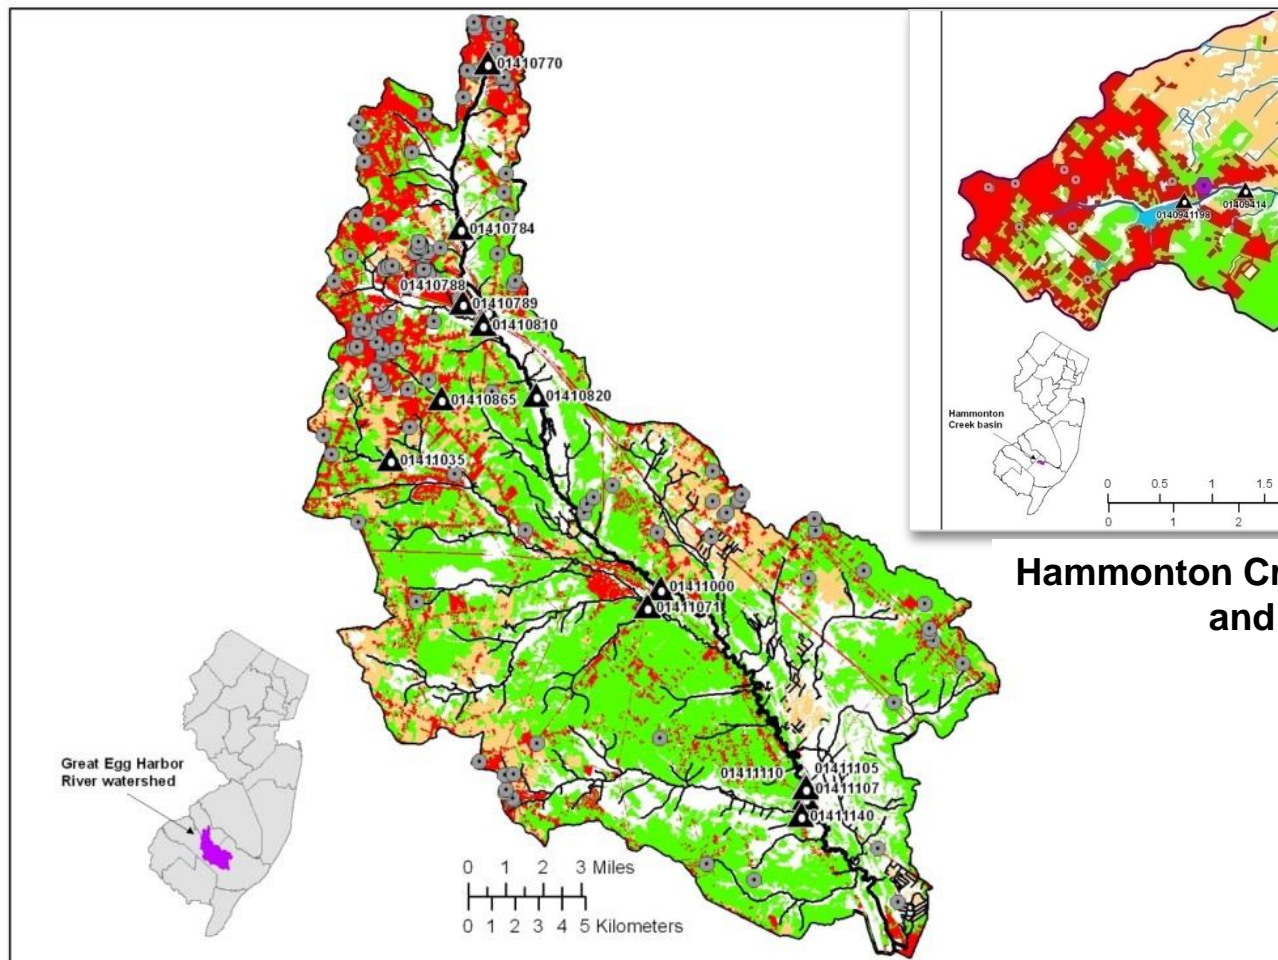 01410770
01410784
01410788
01410789
01410810
01410820
01410865
01411035
01411000
01411071
01411105
01411110
01411107
01411140
Great Egg Harbor
River watershed
0 1 2 3 Miles
0 1 2 3 4 5 Kilometers
0140941198
01409414
Hammonton
Creek basin
0 0.5 1 1.5
0 1 2
Hammonton Cr
and